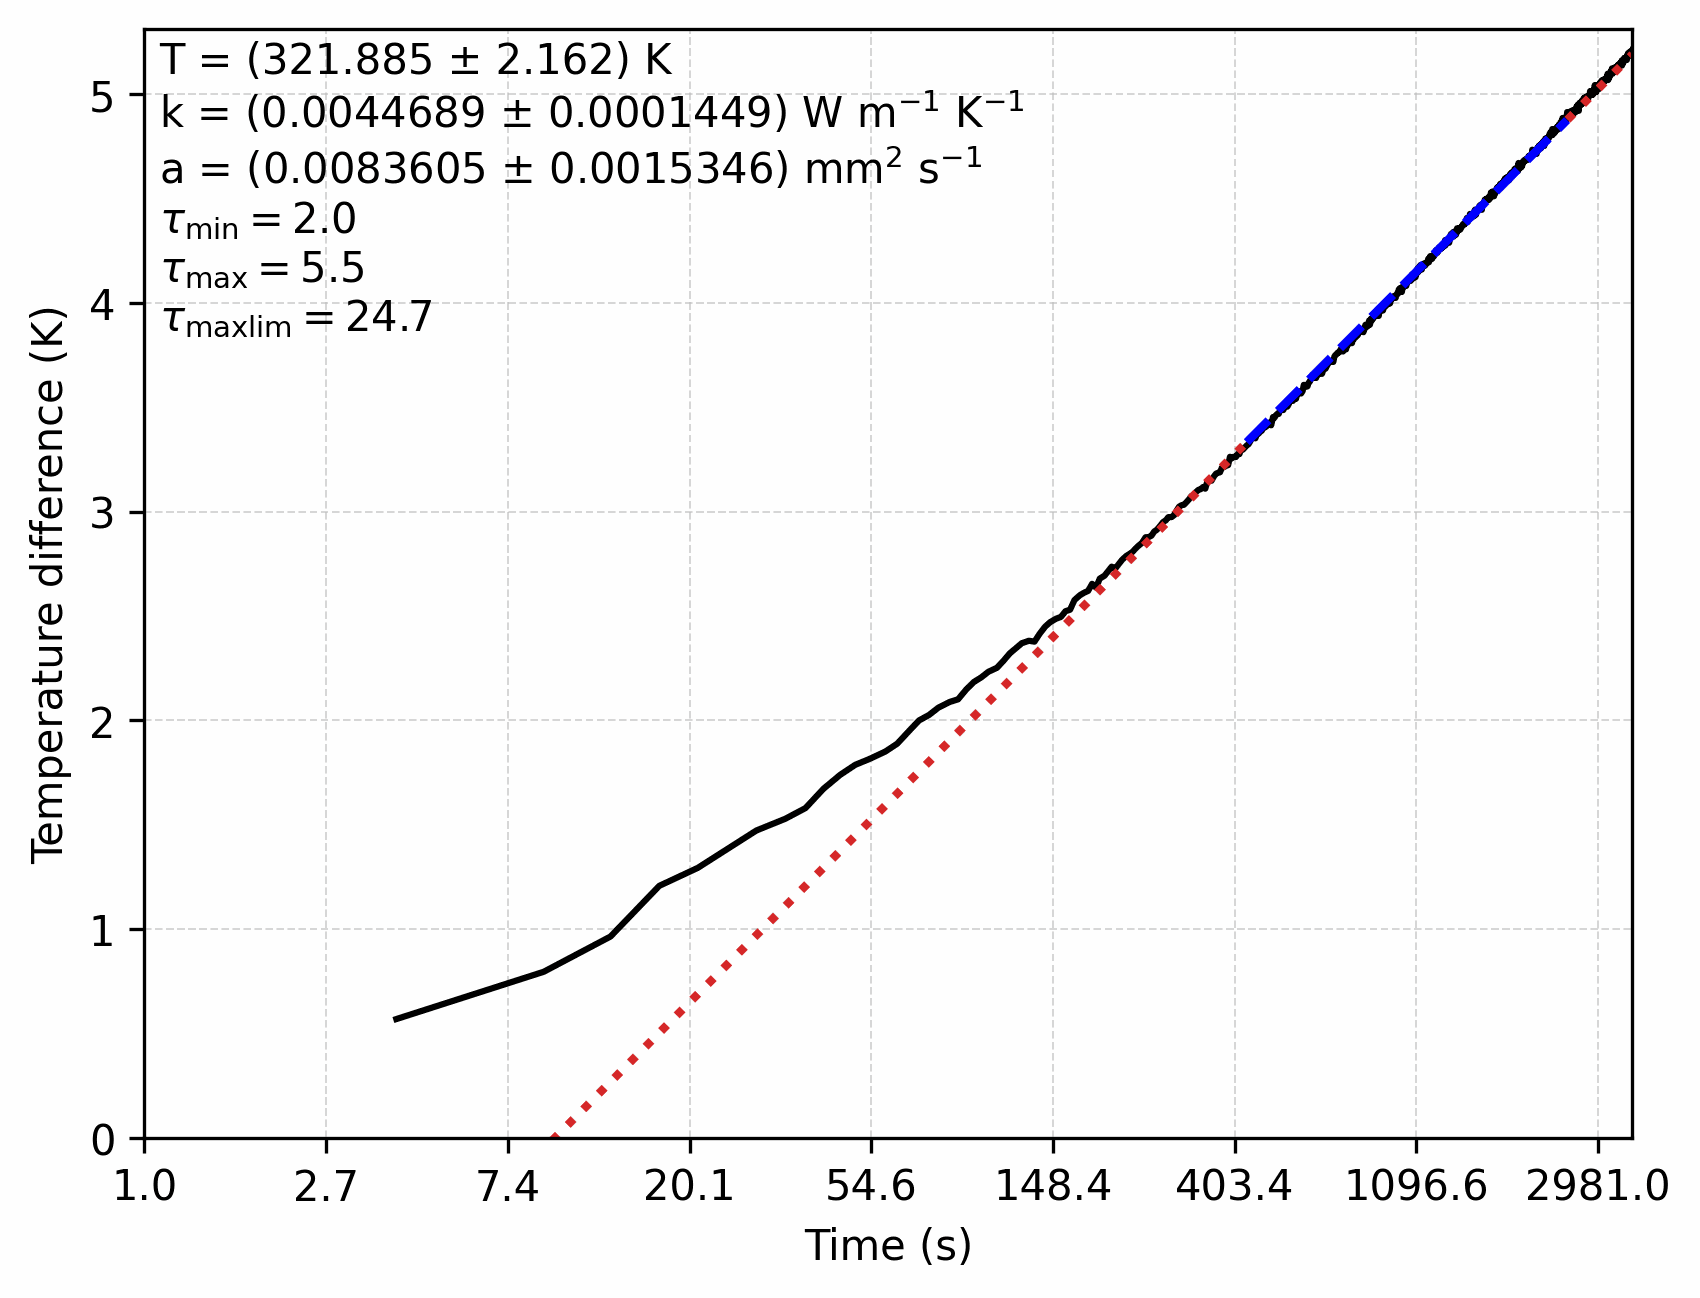 T = (321.885 ± 2.162) K
k = (0.0044689 ± 0.0001449) W m⁻¹ K⁻¹
a = (0.0083605 ± 0.0015346) mm² s⁻¹
τmin = 2.0
τmax = 5.5
τmaxlim = 24.7
Temperature difference (K)
5
4
3
2
1
0
1.0 2.7 7.4 20.1 54.6 148.4 403.4 1096.6 2981.0
Time (s)